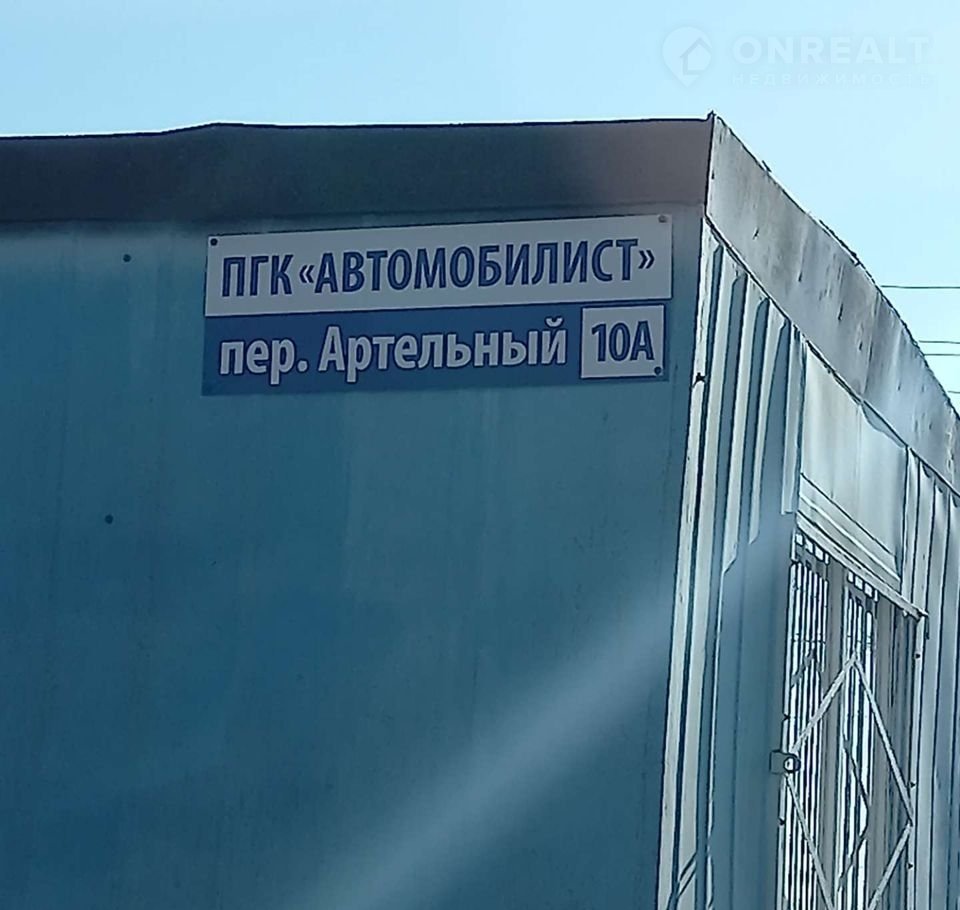 ONREALT
НЕДВИЖИМОСТЬ
ПГК «АВТОМОБИЛИСТ»
пер. Артельный 10А